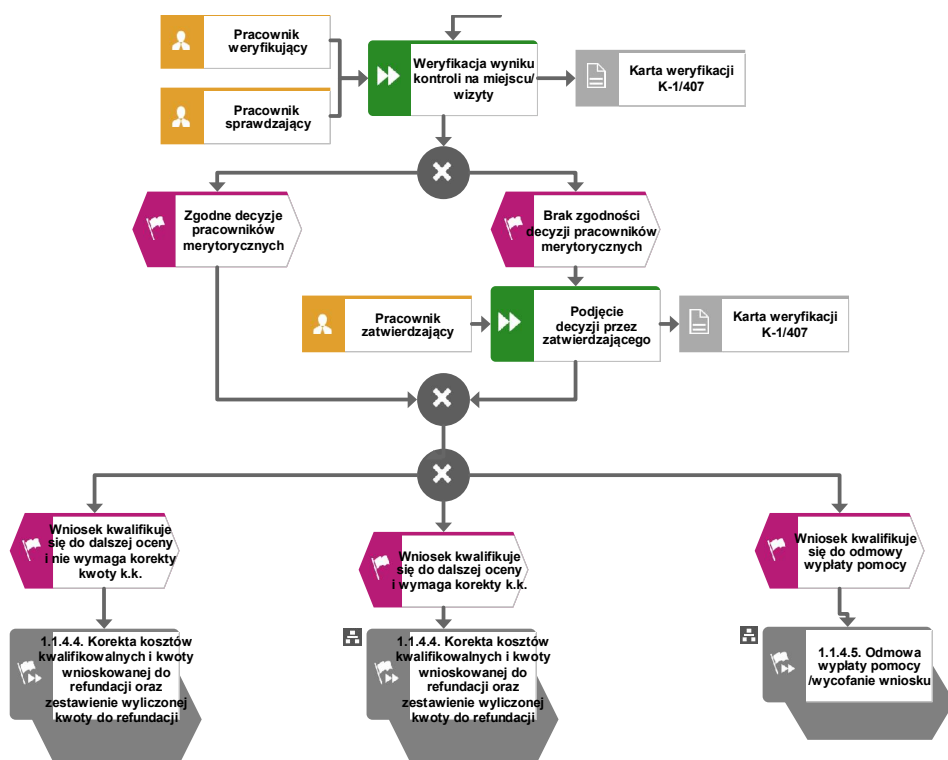 Pracownik
weryfikujący
Weryfikacja wyniku
kontroli na miejscu/
wizyty
Karta weryfikacji
K-1/407
Pracownik
sprawdzający
Zgodne decyzje
pracowników
merytorycznych
Brak zgodności
decyzji pracowników
merytorycznych
Pracownik
zatwierdzający
Podjęcie
decyzji przez
zatwierdzającego
Karta weryfikacji
K-1/407
Wniosek kwalifikuje
się do dalszej oceny
i nie wymaga korekty
kwoty k.k.
Wniosek kwalifikuje
się do dalszej oceny
i wymaga korekty k.k.
Wniosek kwalifikuje
się do odmowy
wypłaty pomocy
1.1.4.4. Korekta kosztów
kwalifikowalnych i kwoty
wnioskowanej do
refundacji oraz
zestawienie wyliczonej
kwoty do refundacji
1.1.4.4. Korekta kosztów
kwalifikowalnych i kwoty
wnioskowanej do
refundacji oraz
zestawienie wyliczonej
kwoty do refundacji
1.1.4.5. Odmowa
wypłaty pomocy
/wycofanie wniosku